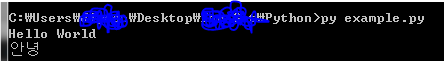 C:₩Users₩ ₩Desktop₩ ₩Python>py example.py
Hello World
안녕